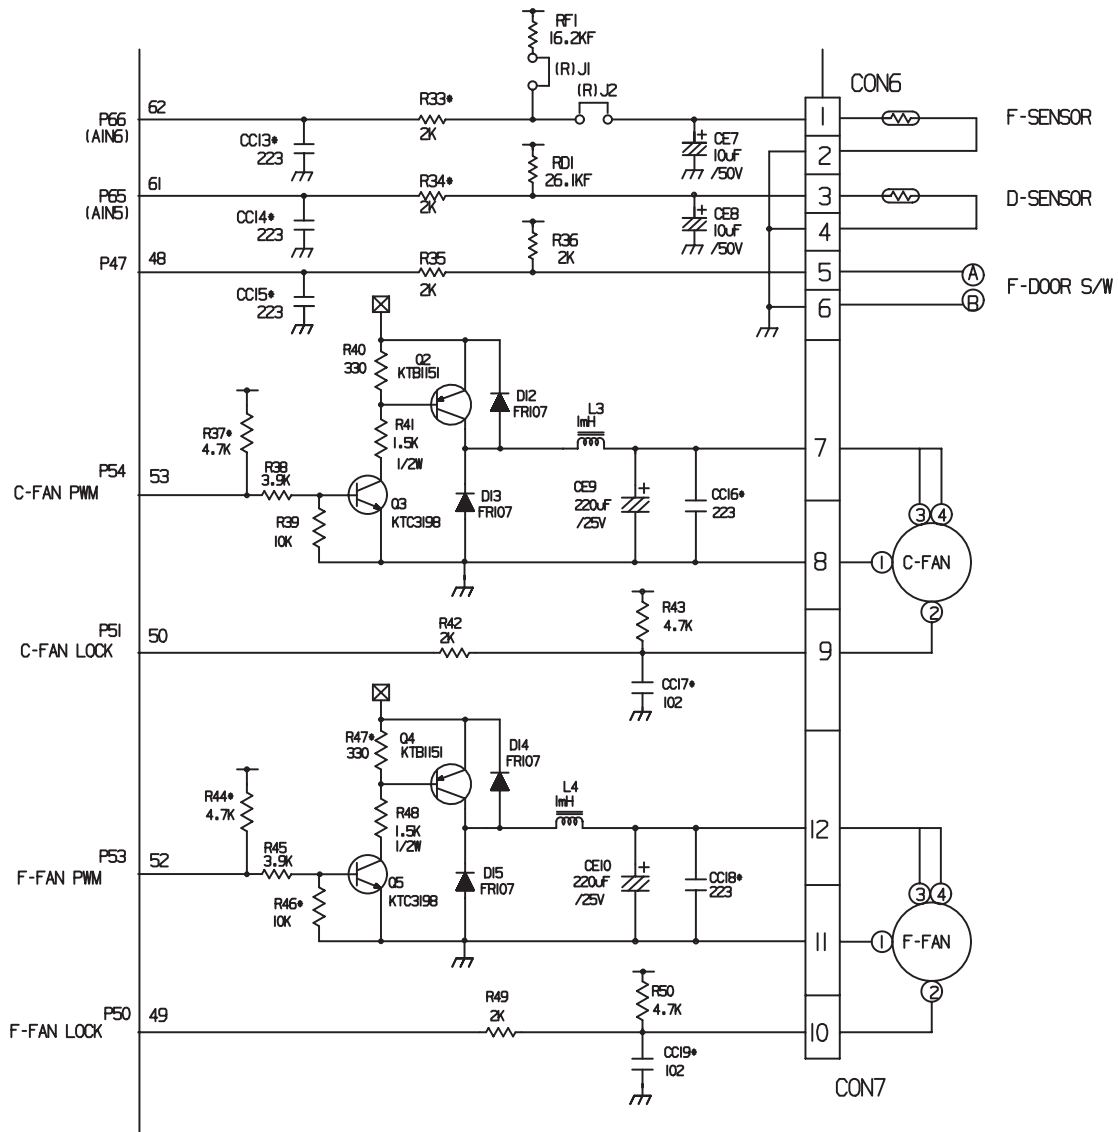 RF1
16.2KF
(R)J1
(R)J2
CON6
P66
(AIN6)
62
R33*
2K
CC13*
223
CE7
10uF
/50V
+
1
F-SENSOR
2
P65
(AIN5)
61
R34*
2K
RD1
26.1KF
CC14*
223
CE8
10uF
/50V
+
3
D-SENSOR
4
P47
48
R35
2K
R36
2K
CC15*
223
5
A
F-DOOR S/W
6
B
R40
330
Q2
KTB1151
D12
FR107
R37*
4.7K
R41
1.5K
1/2W
L3
1mH
7
P54
C-FAN PWM
53
R38
3.9K
R39
10K
Q3
KTC3198
D13
FR107
CE9
220uF
/25V
+
CC16*
223
3
4
8
1
C-FAN
2
P51
C-FAN LOCK
50
R42
2K
R43
4.7K
CC17*
102
9
R47*
330
Q4
KTB1151
D14
FR107
R44*
4.7K
R48
1.5K
1/2W
L4
1mH
12
P53
F-FAN PWM
52
R45
3.9K
R46*
10K
Q5
KTC3198
D15
FR107
CE10
220uF
/25V
+
CC18*
223
3
4
11
1
F-FAN
2
P50
F-FAN LOCK
49
R49
2K
R50
4.7K
CC19*
102
10
CON7